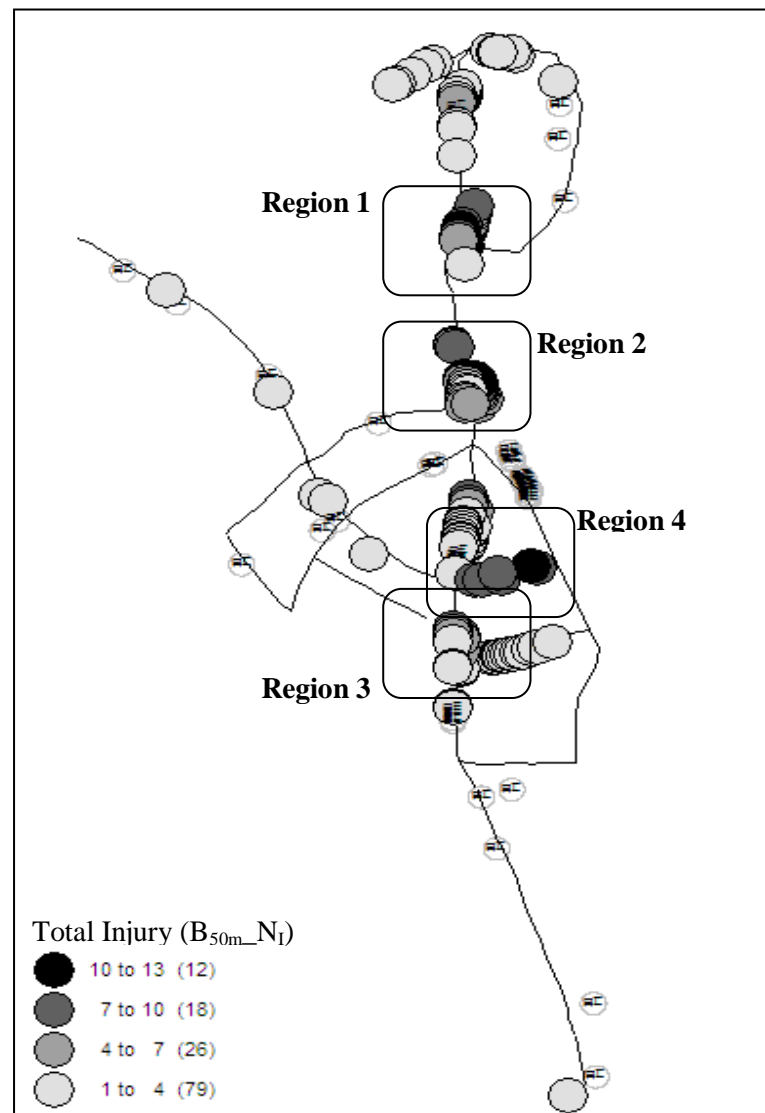 Region 1
Region 2
Region 4
Region 3
Total Injury (B50m_NI)
10 to 13 (12)
7 to 10 (18)
4 to 7 (26)
1 to 4 (79)